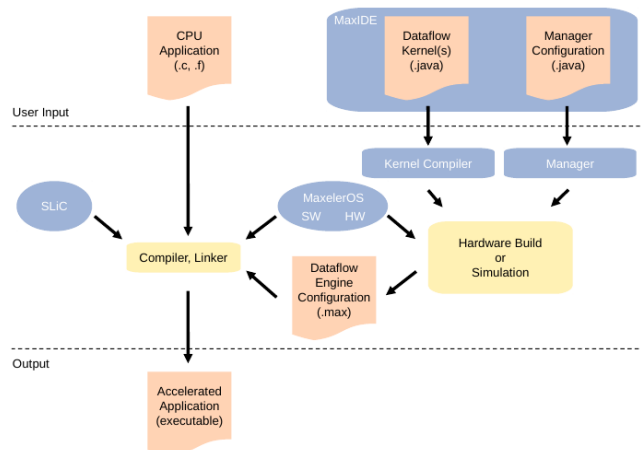 MaxIDE
CPU
Application
(.c, .f)
Dataflow
Kernel(s)
(.java)
Manager
Configuration
(.java)
User Input
Kernel Compiler
Manager
SLiC
MaxelerOS
SW HW
Compiler, Linker
Hardware Build
or
Simulation
Dataflow
Engine
Configuration
(.max)
Output
Accelerated
Application
(executable)